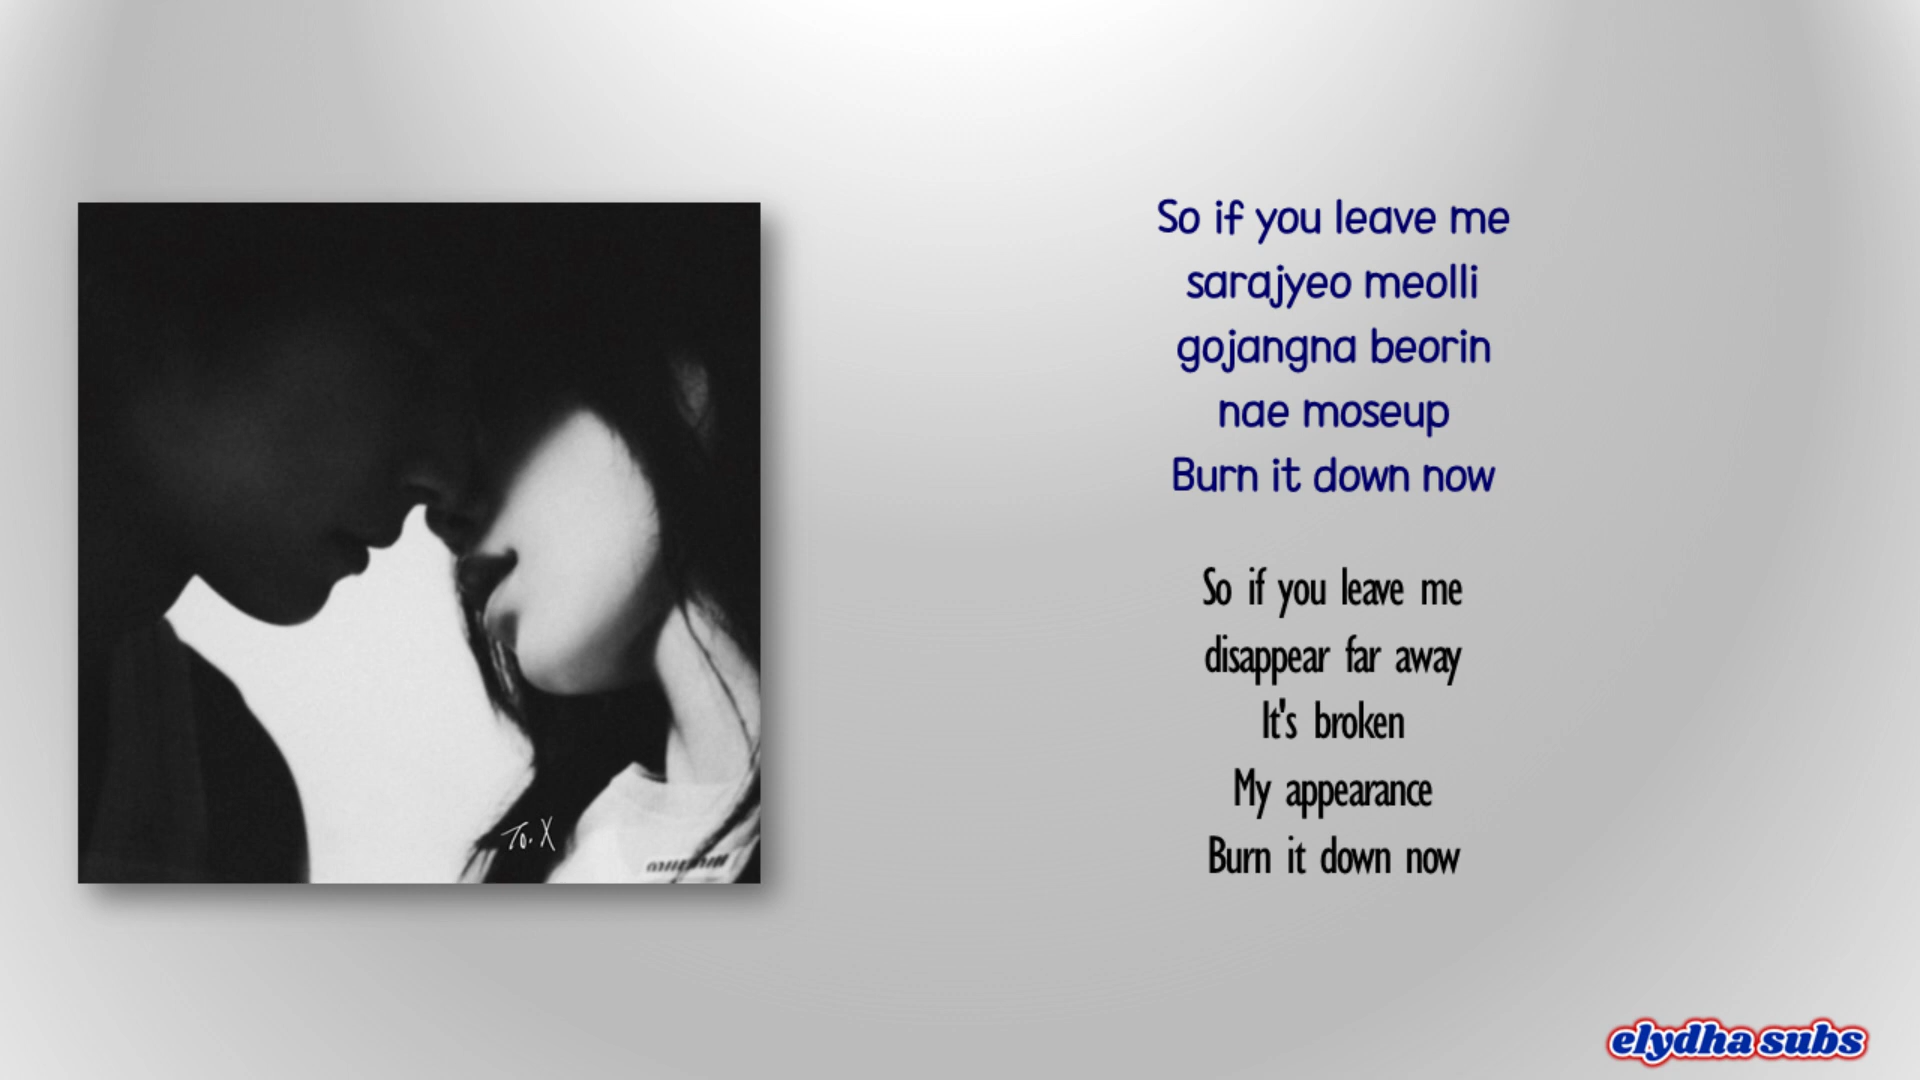 So if you leave me
sarajyeo meolli
gojangna beorin
nae moseup
Burn it down now
So if you leave me
disappear far away
It's broken
My appearance
Burn it down now
To. X
elydha subs